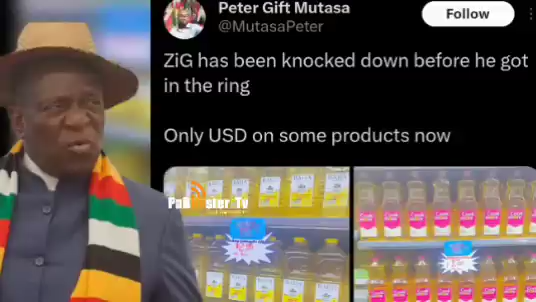 Peter Gift Mutasa
@MutasaPeter
Follow
ZiG has been knocked down before he got
in the ring
Only USD on some products now